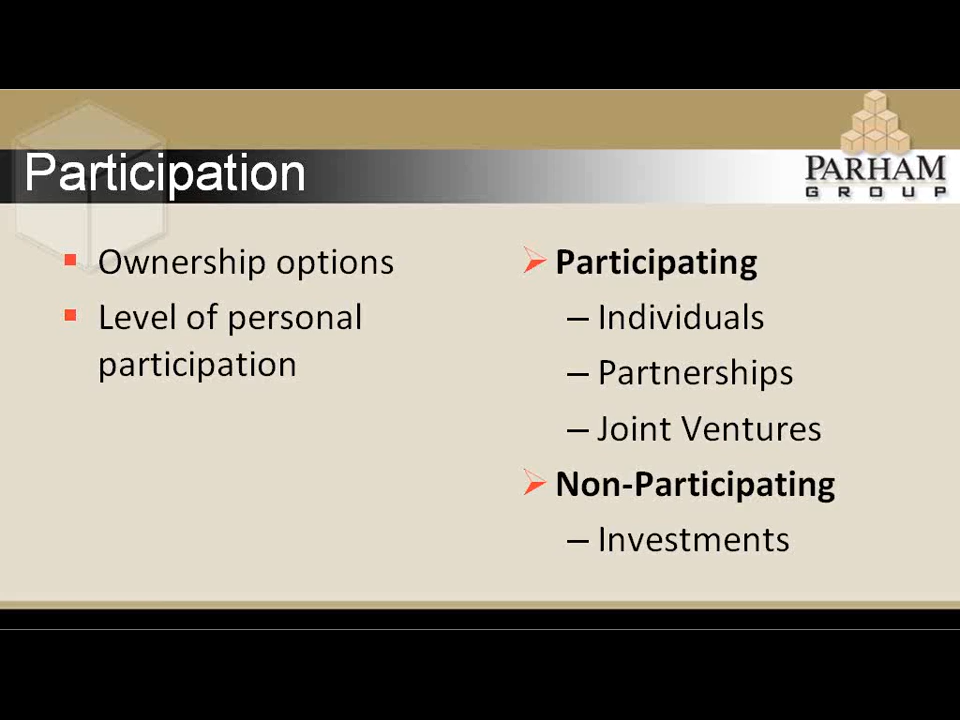 Participation
PARHAM
GROUP
Ownership options
Level of personal
participation
Participating
– Individuals
– Partnerships
– Joint Ventures
Non-Participating
– Investments